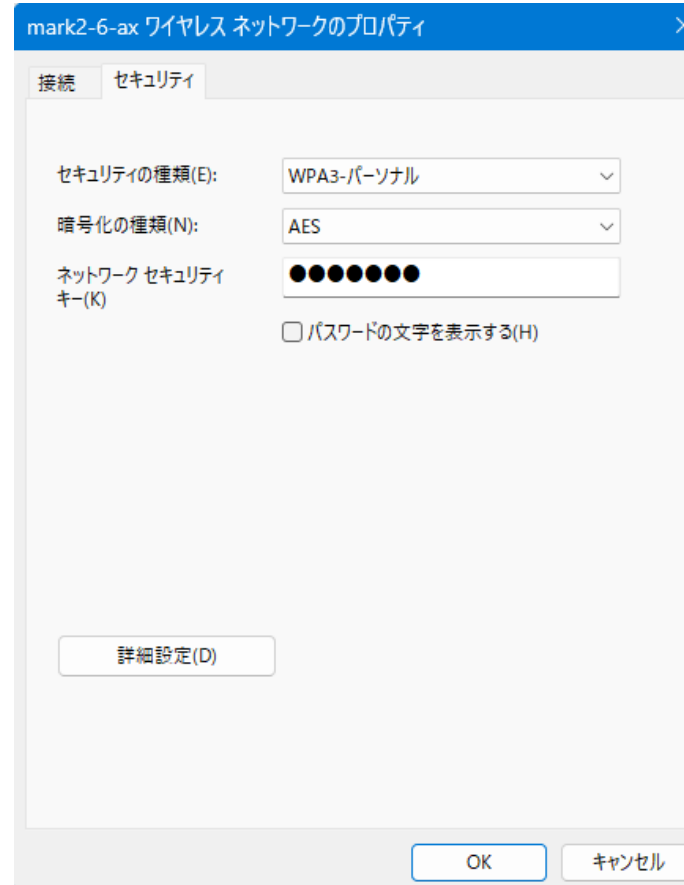 mark2-6-ax ワイヤレス ネットワークのプロパティ
接続
セキュリティ
セキュリティの種類(E):
WPA3-パーソナル
暗号化の種類(N):
AES
ネットワーク セキュリティ
キー(K)
●●●●●●●
パスワードの文字を表示する(H)
詳細設定(D)
OK
キャンセル